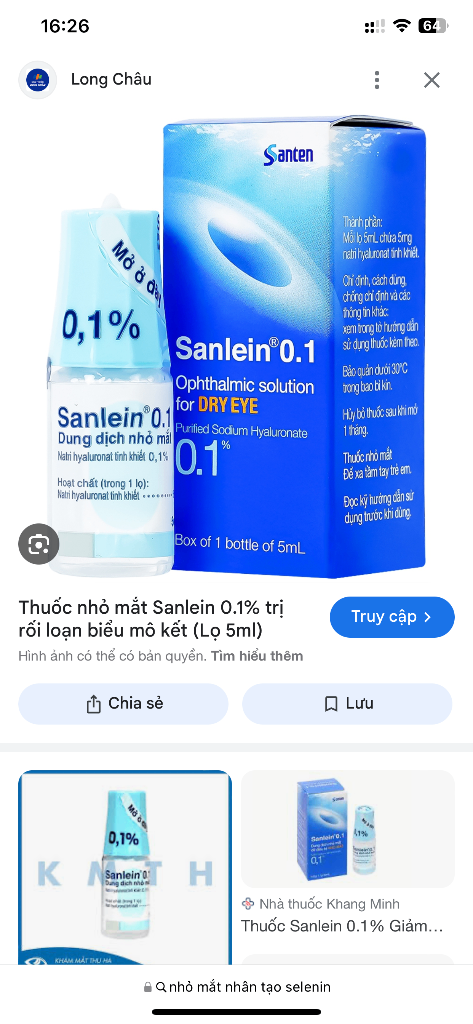 16:26
64
Long Châu
Santen
Mở ở đây
0,1%
Sanlein® 0.1
Dung dịch nhỏ mắt
Natri hyaluronat tinh khiết 0,1%
Hoạt chất (trong 1 lọ):
Natri hyaluronat tinh khiết
Sanlein® 0.1
Ophthalmic solution
for DRY EYE
Purified Sodium Hyaluronate
0.1%
Box of 1 bottle of 5mL
Thành phần:
Mỗi lọ 5mL chứa 5mg
natri hyaluronat tinh khiết.
Chỉ định, cách dùng,
chống chỉ định và các
thông tin khác:
xem trong tờ hướng dẫn
sử dụng thuốc kèm theo.
Bảo quản dưới 30°C
trong bao bì kín.
Hủy bỏ thuốc sau khi mở
1 tháng.
Thuốc nhỏ mắt
Để xa tầm tay trẻ em.
Đọc kỹ hướng dẫn sử
dụng trước khi dùng.
Thuốc nhỏ mắt Sanlein 0.1% trị
rối loạn biểu mô kết (Lọ 5ml)
Truy cập
Hình ảnh có thể có bản quyền. Tìm hiểu thêm
Chia sẻ
Lưu
0,1%
Sanlein® 0.1
Dung dịch nhỏ mắt
K M T H
KHÁM MẮT THU HÀ
Santen
Sanlein® 0.1
0,1
Nhà thuốc Khang Minh
Thuốc Sanlein 0.1% Giảm…
nhỏ mắt nhân tạo selenin